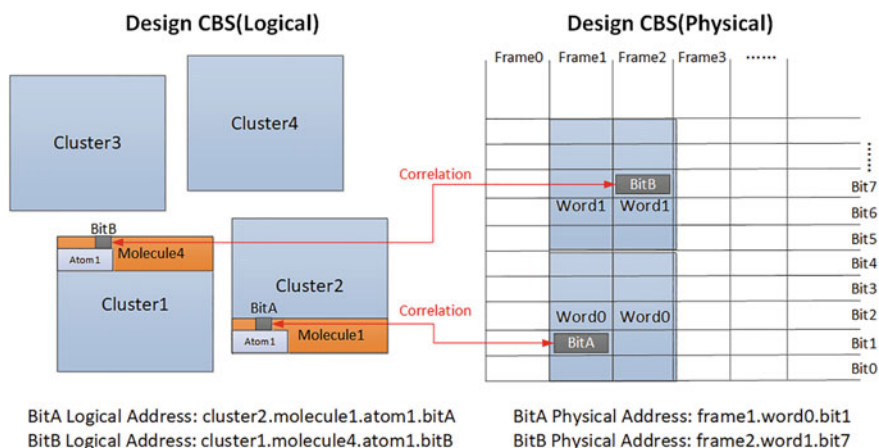 Design CBS(Logical)
Design CBS(Physical)
Frame0 Frame1 Frame2 Frame3 ......
Cluster3
Cluster4
Correlation
BitB
Bit7
Word1 Word1
Bit6
BitB
Molecule4
Atom1
Bit5
Bit4
Cluster2
Cluster1
Bit3
BitA
Correlation
Word0 Word0
Bit2
Molecule1
Atom1
BitA
Bit1
Bit0
BitA Logical Address: cluster2.molecule1.atom1.bitA
BitB Logical Address: cluster1.molecule4.atom1.bitB
BitA Physical Address: frame1.word0.bit1
BitB Physical Address: frame2.word1.bit7